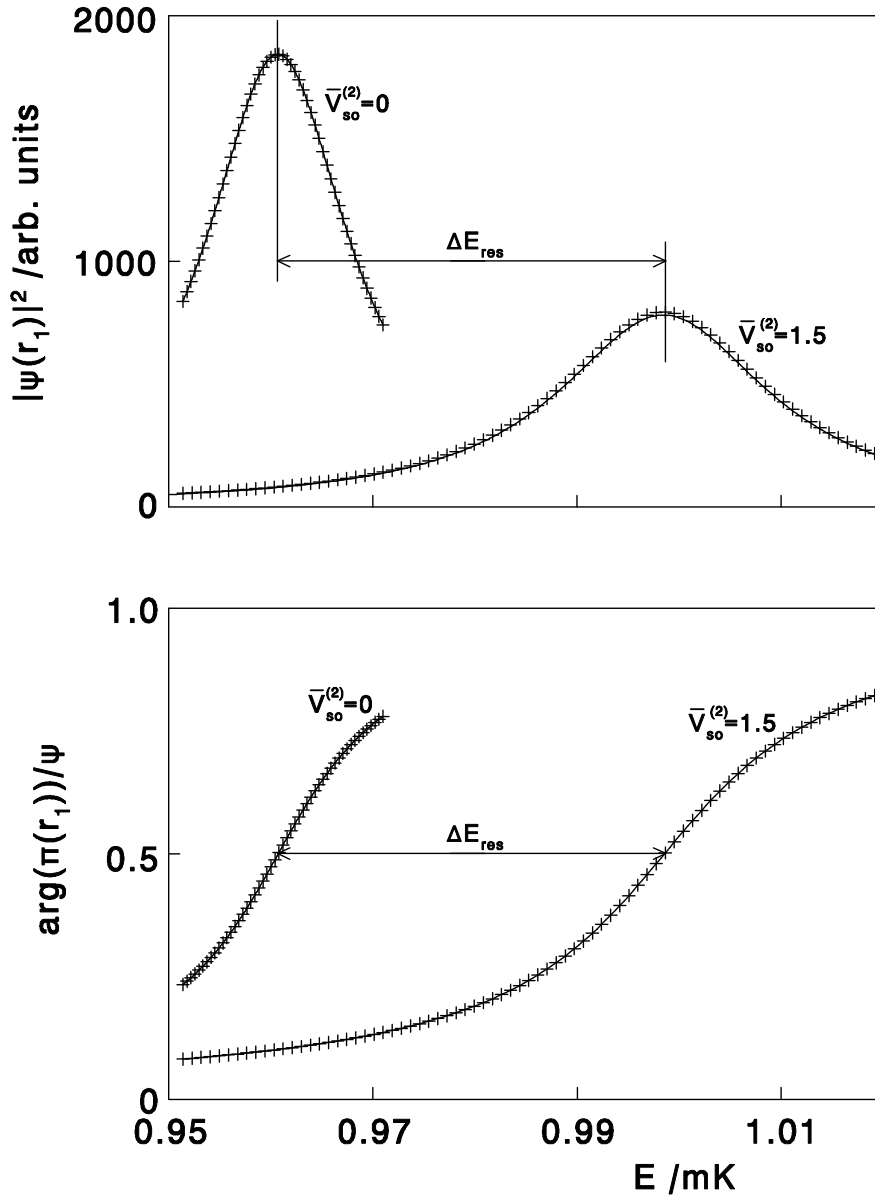 2000
|ψ(r₁)|² /arb. units
V̅so⁽²⁾=0
1000
ΔEres
V̅so⁽²⁾=1.5
0
1.0
arg(π(r₁))/ψ
V̅so⁽²⁾=0
V̅so⁽²⁾=1.5
0.5
ΔEres
0
0.95 0.97 0.99 1.01
E /mK